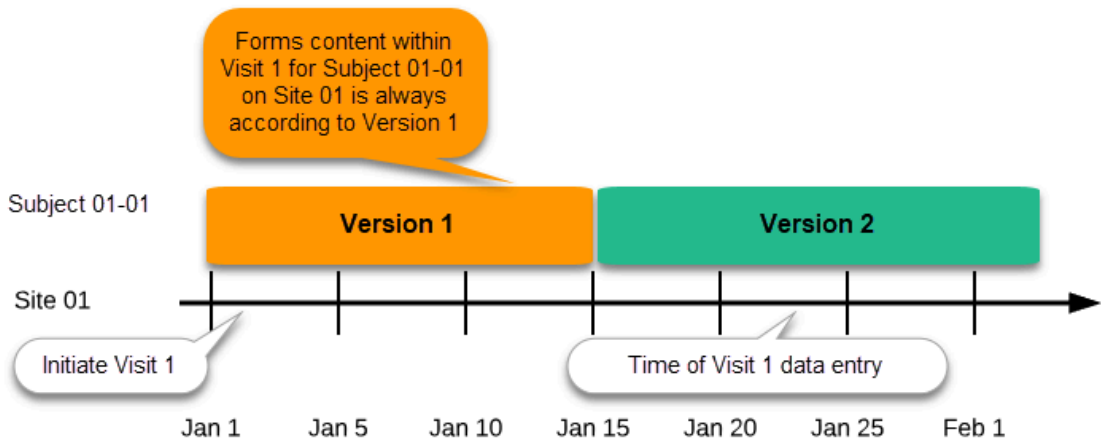 Forms content within
Visit 1 for Subject 01-01
on Site 01 is always
according to Version 1
Subject 01-01
Version 1
Version 2
Site 01
Initiate Visit 1
Time of Visit 1 data entry
Jan 1
Jan 5
Jan 10
Jan 15
Jan 20
Jan 25
Feb 1